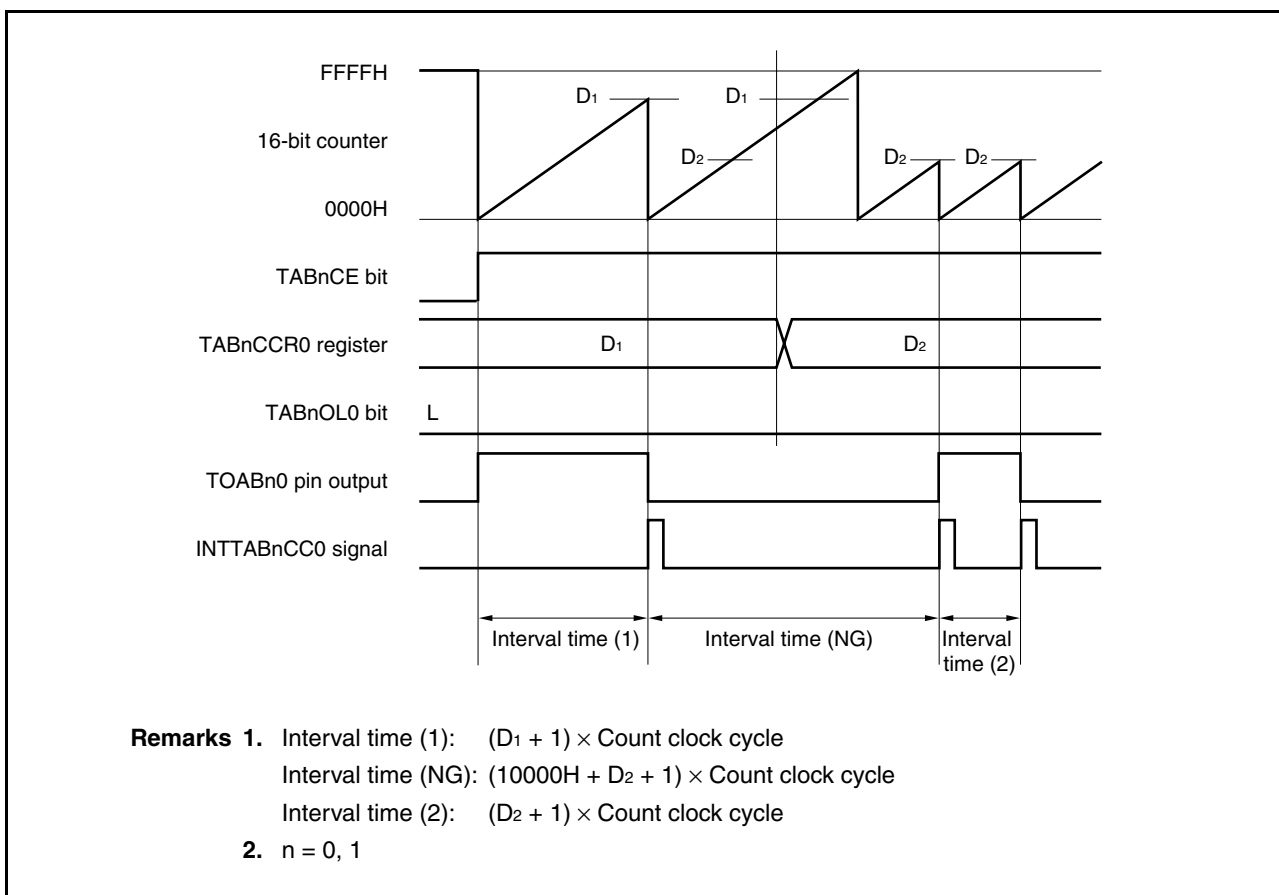 FFFFH
D1
D1
16-bit counter
D2
D2
D2
0000H
TABnCE bit
TABnCCR0 register
D1
D2
TABnOL0 bit
L
TOABn0 pin output
INTTABnCC0 signal
Interval time (1)
Interval time (NG)
Interval
time (2)
Remarks 1. Interval time (1): (D1 + 1) × Count clock cycle
Interval time (NG): (10000H + D2 + 1) × Count clock cycle
Interval time (2): (D2 + 1) × Count clock cycle
2. n = 0, 1